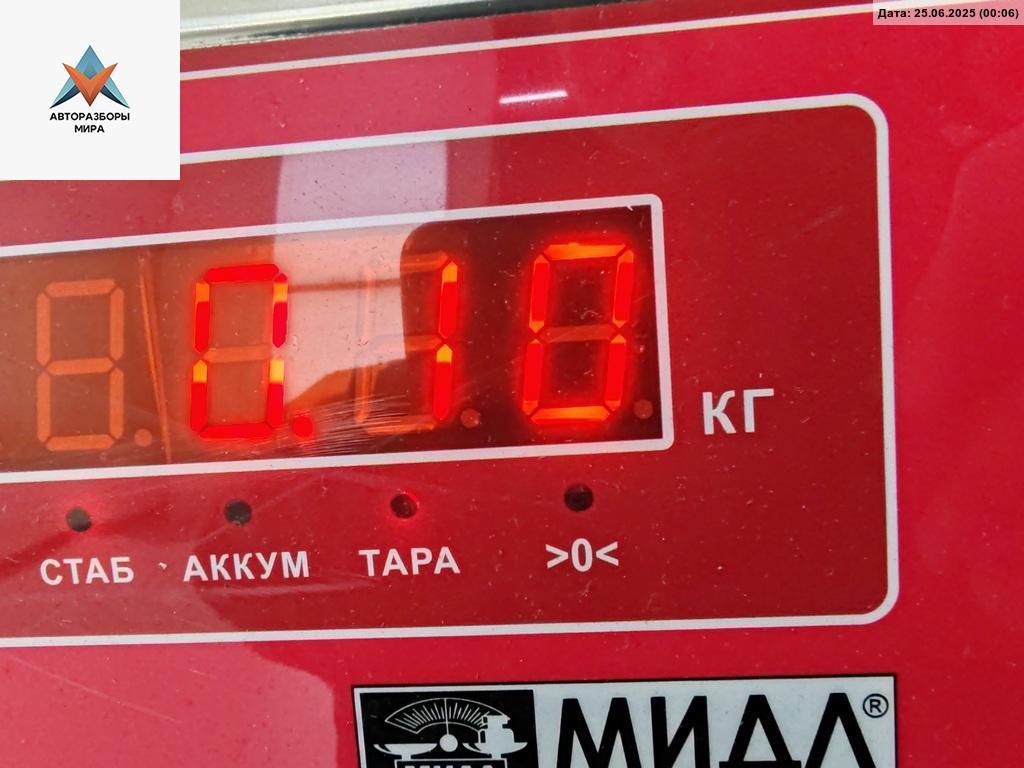 Дата: 25.06.2025 (00:06)
АВТОРАЗБОРЫ
МИРА
0.10
КГ
СТАБ АККУМ ТАРА >0<
МИДЛ®